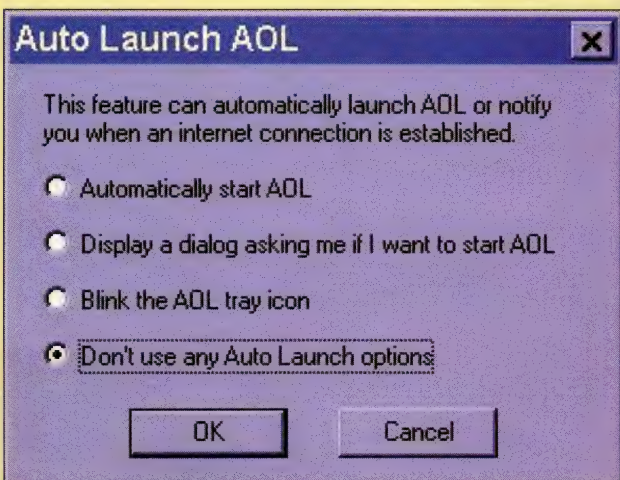 Auto Launch AOL
This feature can automatically launch AOL or notify
you when an internet connection is established.
Automatically start AOL
Display a dialog asking me if I want to start AOL
Blink the AOL tray icon
Don't use any Auto Launch options
OK
Cancel